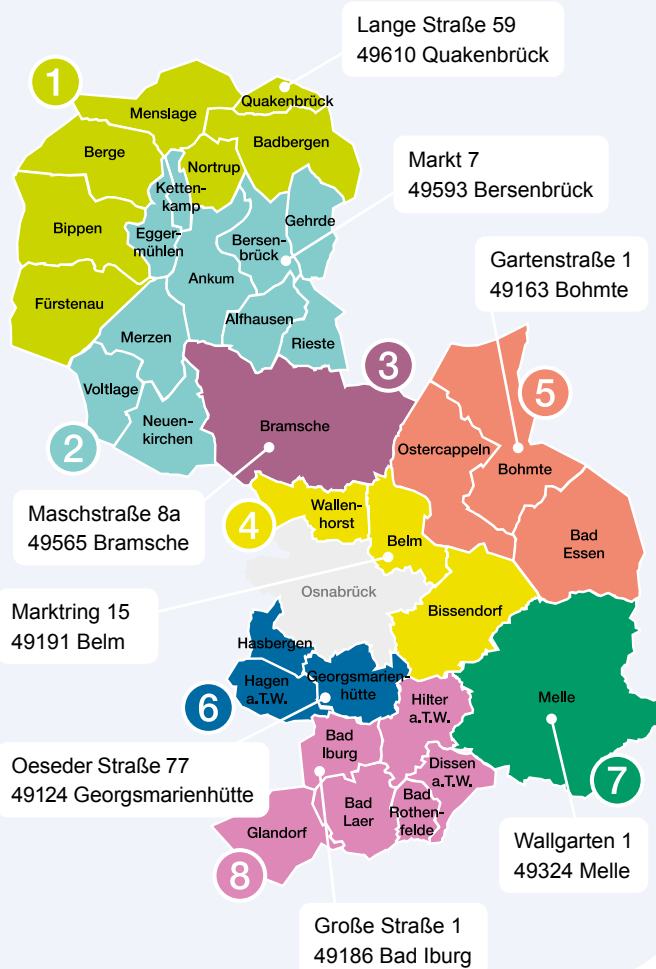 Lange Straße 59
49610 Quakenbrück
1
Menslage
Quakenbrück
Berge
Nortrup
Badbergen
Markt 7
49593 Bersenbrück
Ketten-
kamp
Bippen
Egger-
mühlen
Bersen-
brück
Gehrde
Ankum
Gartenstraße 1
49163 Bohmte
Fürstenau
Merzen
Alfhausen
Rieste
Voltlage
3
5
Neuen-
kirchen
2
Bramsche
Ostercappeln
Bohmte
Maschstraße 8a
49565 Bramsche
4
Wallen-
horst
Belm
Bad
Essen
Osnabrück
Marktring 15
49191 Belm
Bissendorf
Hasbergen
Hagen
a.T.W.
Georgsmarien-
hütte
6
Hilter
a.T.W.
Melle
Oeseder Straße 77
49124 Georgsmarienhütte
Bad
Iburg
Dissen
a.T.W.
7
Bad
Laer
Bad
Rothen-
felde
Glandorf
8
Wallgarten 1
49324 Melle
Große Straße 1
49186 Bad Iburg